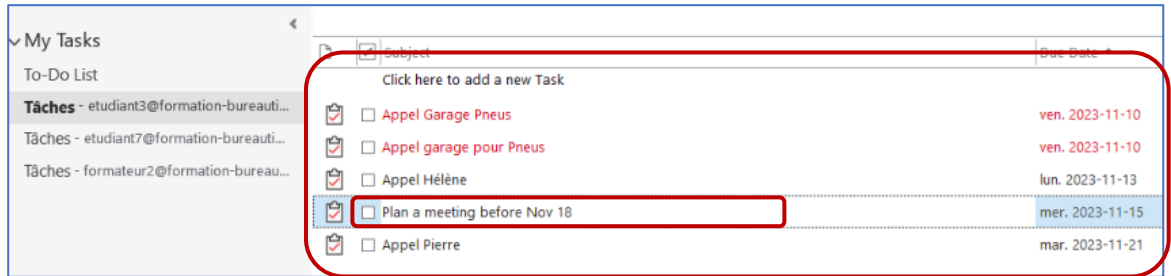 My Tasks
To-Do List
Tâches - etudiant3@formation-bureauti...
Tâches - etudiant7@formation-bureauti...
Tâches - formateur2@formation-bureau...
Subject Due Date
Click here to add a new Task
Appel Garage Pneus ven. 2023-11-10
Appel garage pour Pneus ven. 2023-11-10
Appel Hélène lun. 2023-11-13
Plan a meeting before Nov 18 mer. 2023-11-15
Appel Pierre mar. 2023-11-21